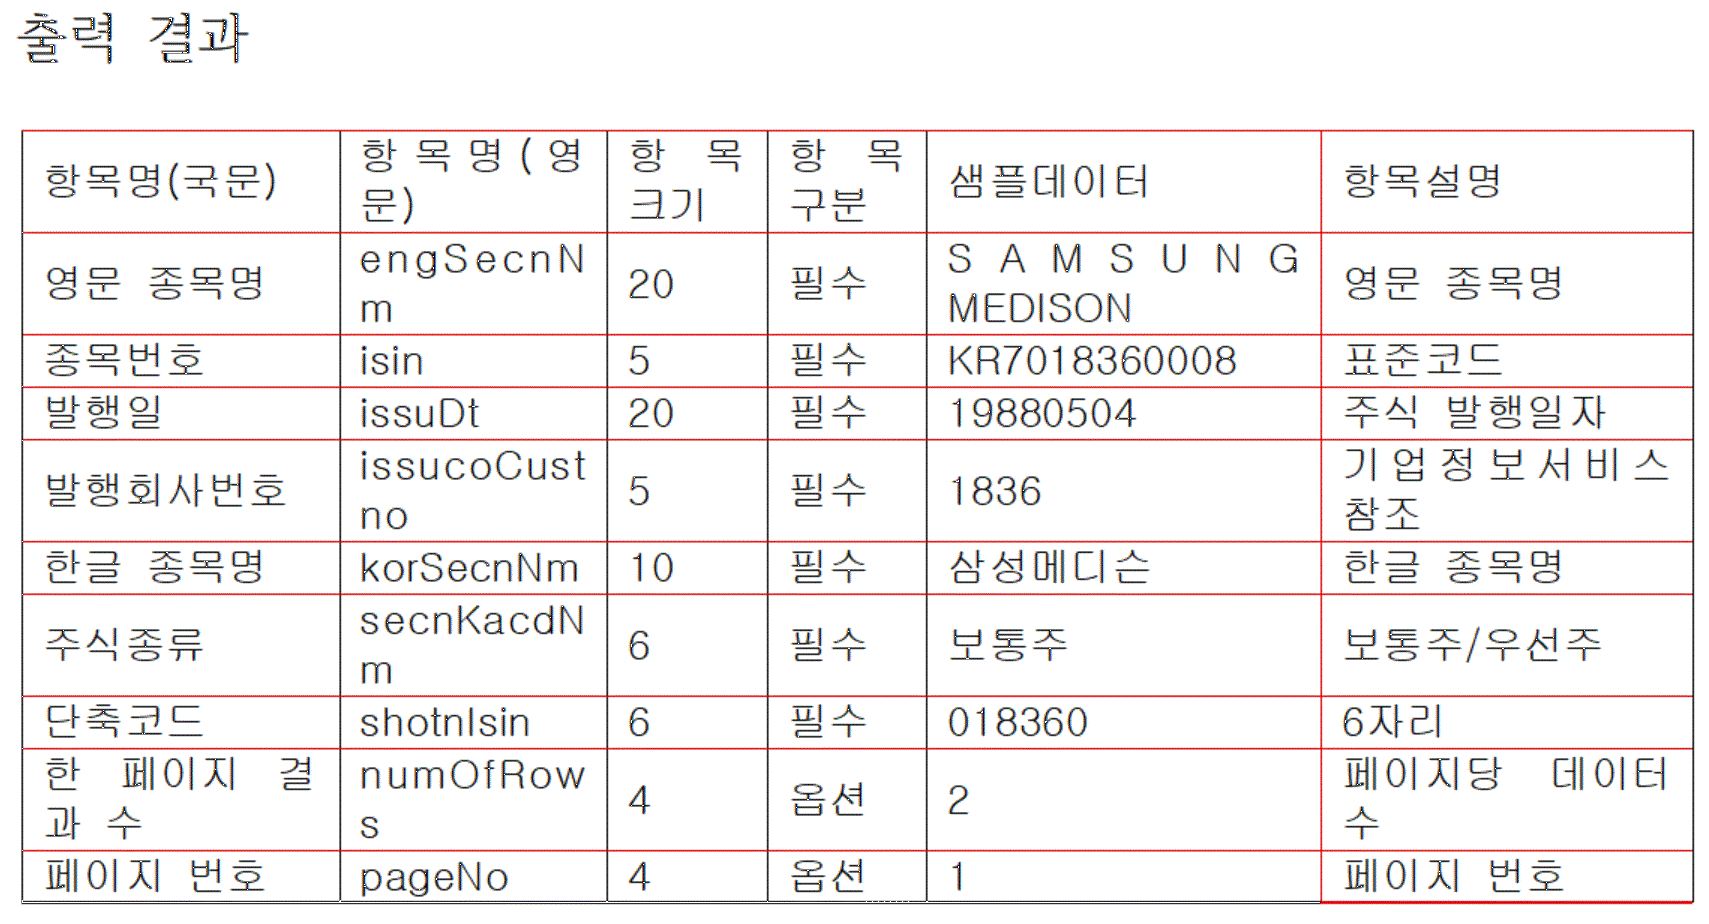 출력 결과
항목명(국문) 항목명(영문) 항목크기 항목구분 샘플데이터 항목설명
영문 종목명 engSecnNm 20 필수 SAMSUNG MEDISON 영문 종목명
종목번호 isin 5 필수 KR7018360008 표준코드
발행일 issuDt 20 필수 19880504 주식 발행일자
발행회사번호 issucoCustno 5 필수 1836 기업정보서비스 참조
한글 종목명 korSecnNm 10 필수 삼성메디슨 한글 종목명
주식종류 secnKacdNm 6 필수 보통주 보통주/우선주
단축코드 shotnIsin 6 필수 018360 6자리
한 페이지 결과 수 numOfRows 4 옵션 2 페이지당 데이터 수
페이지 번호 pageNo 4 옵션 1 페이지 번호